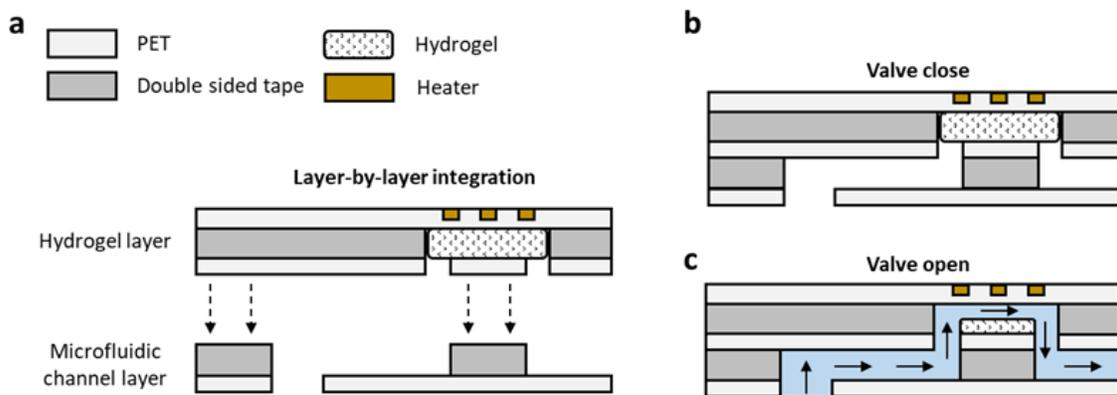 a
PET
Hydrogel
Double sided tape
Heater
Layer-by-layer integration
Hydrogel layer
Microfluidic
channel layer
b
Valve close
c
Valve open